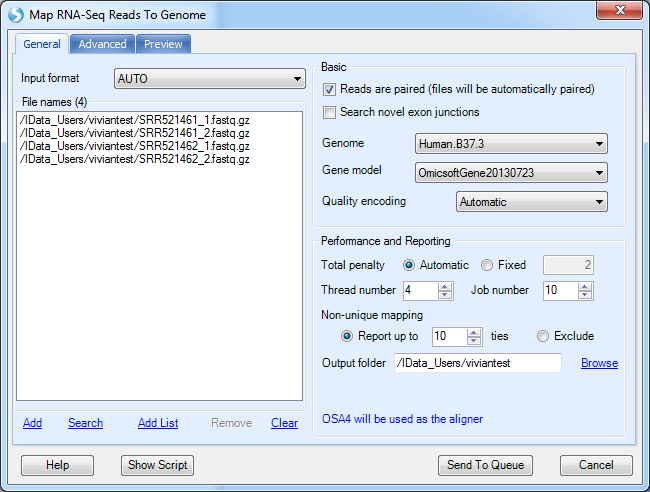 Map RNA-Seq Reads To Genome
General Advanced Preview
Input format AUTO
File names (4)
/IData_Users/viviantest/SRR521461_1.fastq.gz
/IData_Users/viviantest/SRR521461_2.fastq.gz
/IData_Users/viviantest/SRR521462_1.fastq.gz
/IData_Users/viviantest/SRR521462_2.fastq.gz
Add Search Add List Remove Clear
Basic
Reads are paired (files will be automatically paired)
Search novel exon junctions
Genome Human.B37.3
Gene model OmicsoftGene20130723
Quality encoding Automatic
Performance and Reporting
Total penalty Automatic Fixed 2
Thread number 4 Job number 10
Non-unique mapping
Report up to 10 ties Exclude
Output folder /IData_Users/viviantest Browse
OSA4 will be used as the aligner
Help Show Script Send To Queue Cancel